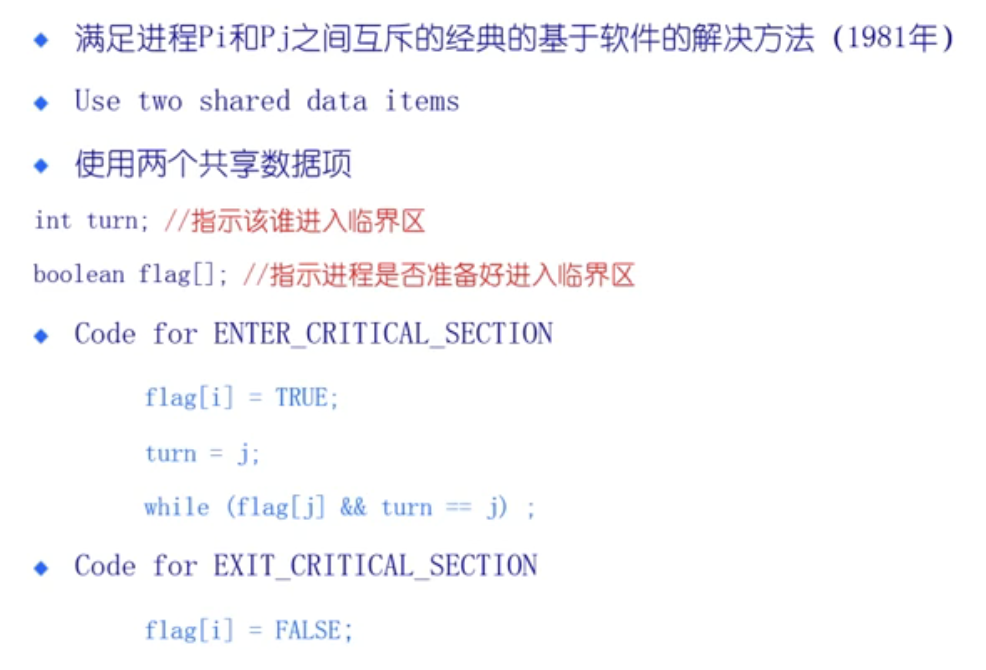 满足进程Pi和Pj之间互斥的经典的基于软件的解决方法 (1981年)
Use two shared data items
使用两个共享数据项
int turn; //指示该谁进入临界区
boolean flag[]; //指示进程是否准备好进入临界区
Code for ENTER_CRITICAL_SECTION
flag[i] = TRUE;
turn = j;
while (flag[j] && turn == j) ;
Code for EXIT_CRITICAL_SECTION
flag[i] = FALSE;